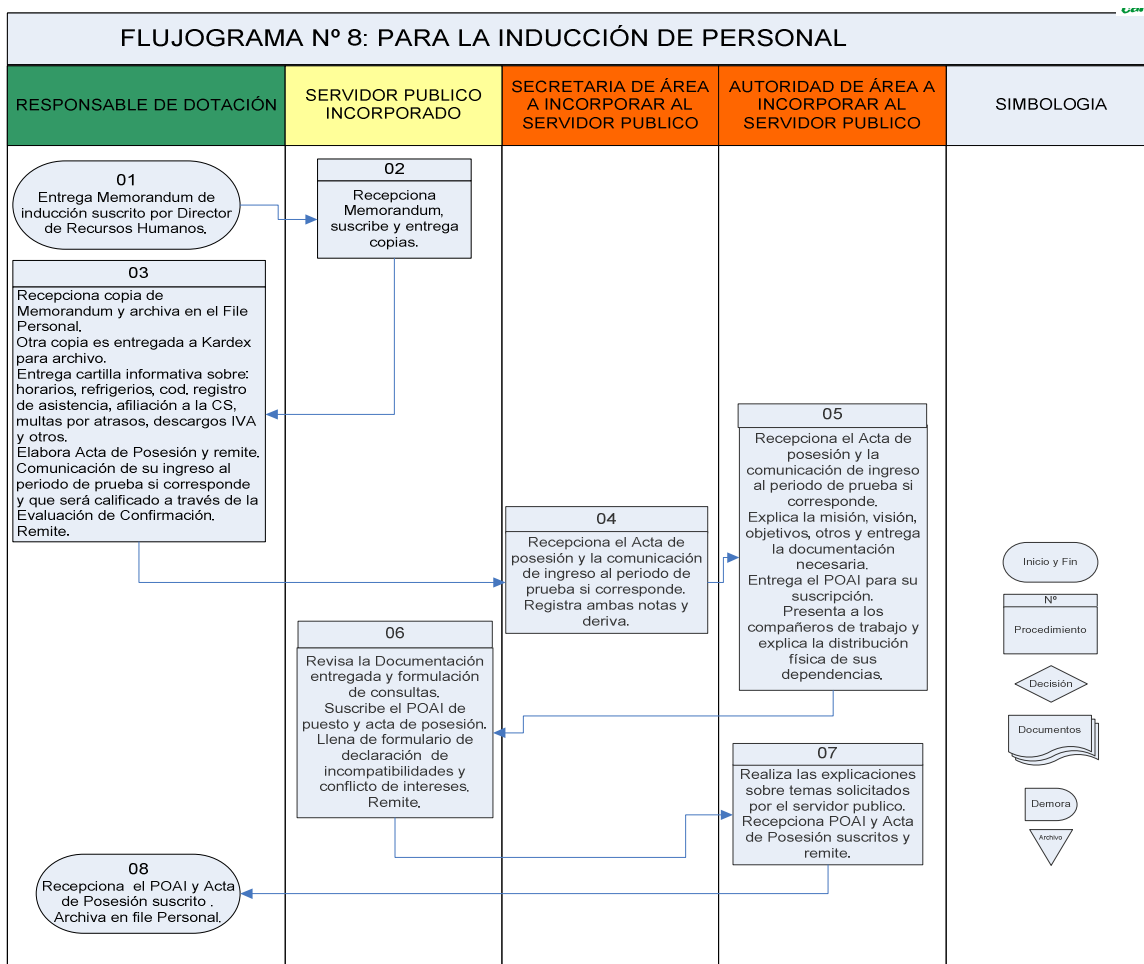 FLUJOGRAMA Nº 8: PARA LA INDUCCIÓN DE PERSONAL
RESPONSABLE DE DOTACIÓN
SERVIDOR PUBLICO
INCORPORADO
SECRETARIA DE ÁREA
A INCORPORAR AL
SERVIDOR PUBLICO
AUTORIDAD DE ÁREA A
INCORPORAR AL
SERVIDOR PUBLICO
SIMBOLOGIA
01
Entrega Memorandum de
inducción suscrito por Director
de Recursos Humanos.
02
Recepciona
Memorandum,
suscribe y entrega
copias.
03
Recepciona copia de
Memorandum y archiva en el File
Personal.
Otra copia es entregada a Kardex
para archivo.
Entrega cartilla informativa sobre:
horarios, refrigerios, cod. registro
de asistencia, afiliación a la CS,
multas por atrasos, descargos IVA
y otros.
Elabora Acta de Posesión y remite.
Comunicación de su ingreso al
periodo de prueba si corresponde
y que será calificado a través de la
Evaluación de Confirmación.
Remite.
04
Recepciona el Acta de
posesión y la comunicación
de ingreso al periodo de
prueba si corresponde.
Registra ambas notas y
deriva.
05
Recepciona el Acta de
posesión y la
comunicación de ingreso
al periodo de prueba si
corresponde.
Explica la misión, visión,
objetivos, otros y entrega
la documentación
necesaria.
Entrega el POAI para su
suscripción.
Presenta a los
compañeros de trabajo y
explica la distribución
física de sus
dependencias.
06
Revisa la Documentación
entregada y formulación
de consultas.
Suscribe el POAI de
puesto y acta de posesión.
Llena de formulario de
declaración de
incompatibilidades y
conflicto de intereses.
Remite.
07
Realiza las explicaciones
sobre temas solicitados
por el servidor publico.
Recepciona POAI y Acta
de Posesión suscritos y
remite.
08
Recepciona el POAI y Acta
de Posesión suscrito .
Archiva en file Personal.
Inicio y Fin
Nº
Procedimiento
Decisión
Documentos
Demora
Archivo